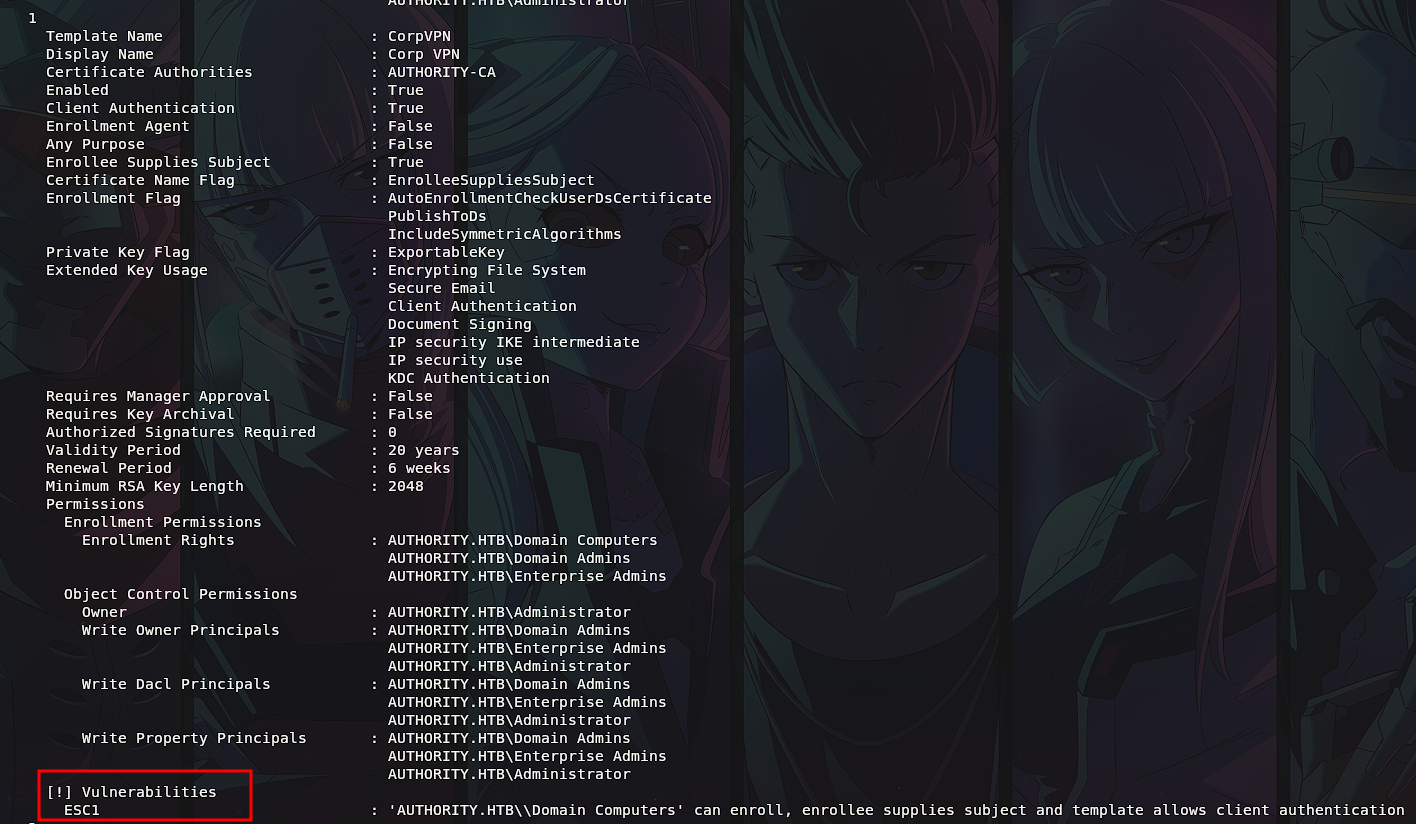 AUTHORITY.HTB\Administrator
1
Template Name : CorpVPN
Display Name : Corp VPN
Certificate Authorities : AUTHORITY-CA
Enabled : True
Client Authentication : True
Enrollment Agent : False
Any Purpose : False
Enrollee Supplies Subject : True
Certificate Name Flag : EnrolleeSuppliesSubject
Enrollment Flag : AutoEnrollmentCheckUserDsCertificate
PublishToDs
IncludeSymmetricAlgorithms
Private Key Flag : ExportableKey
Extended Key Usage : Encrypting File System
Secure Email
Client Authentication
Document Signing
IP security IKE intermediate
IP security use
KDC Authentication
Requires Manager Approval : False
Requires Key Archival : False
Authorized Signatures Required : 0
Validity Period : 20 years
Renewal Period : 6 weeks
Minimum RSA Key Length : 2048
Permissions
Enrollment Permissions
Enrollment Rights : AUTHORITY.HTB\Domain Computers
AUTHORITY.HTB\Domain Admins
AUTHORITY.HTB\Enterprise Admins
Object Control Permissions
Owner : AUTHORITY.HTB\Administrator
Write Owner Principals : AUTHORITY.HTB\Domain Admins
AUTHORITY.HTB\Enterprise Admins
AUTHORITY.HTB\Administrator
Write Dacl Principals : AUTHORITY.HTB\Domain Admins
AUTHORITY.HTB\Enterprise Admins
AUTHORITY.HTB\Administrator
Write Property Principals : AUTHORITY.HTB\Domain Admins
AUTHORITY.HTB\Enterprise Admins
AUTHORITY.HTB\Administrator
[!] Vulnerabilities
ESC1 : 'AUTHORITY.HTB\\Domain Computers' can enroll, enrollee supplies subject and template allows client authentication